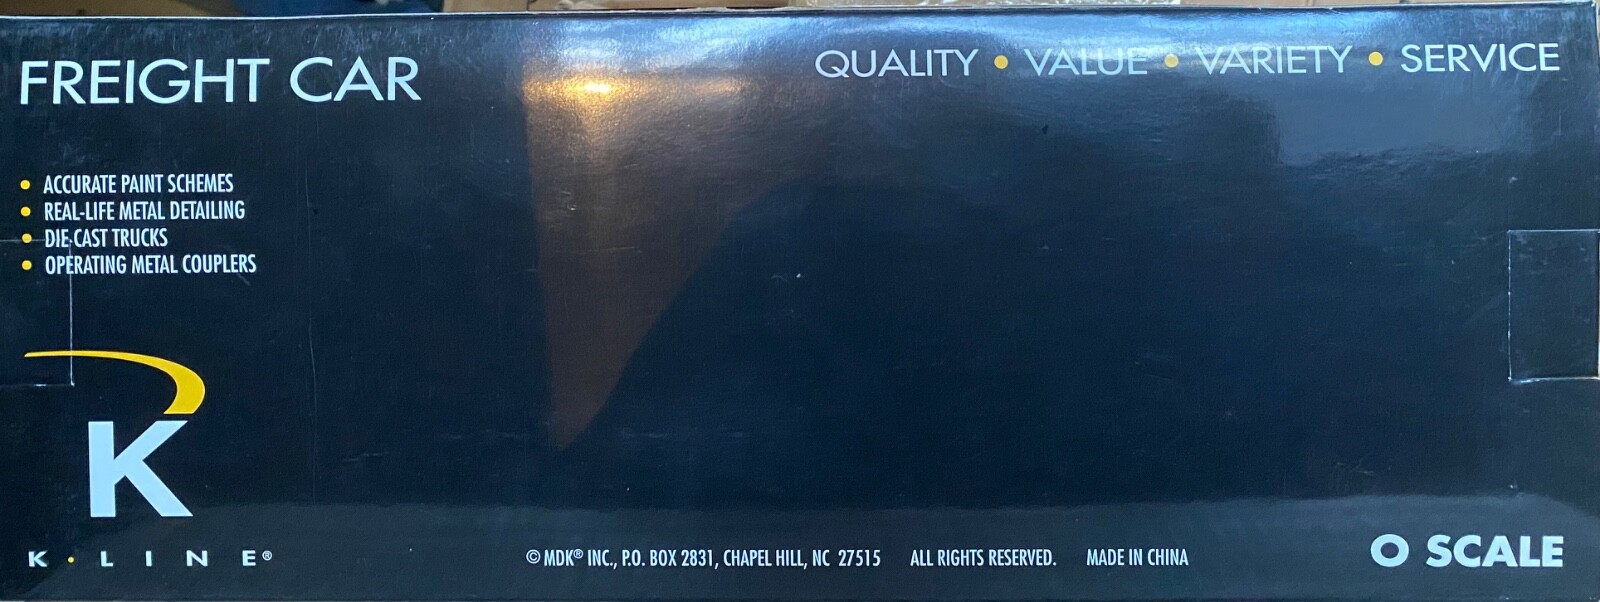 FREIGHT CAR
QUALITY • VALUE • VARIETY • SERVICE
• ACCURATE PAINT SCHEMES
• REAL-LIFE METAL DETAILING
• DIE-CAST TRUCKS
• OPERATING METAL COUPLERS
K
K • LINE®
© MDK® INC., P.O. BOX 2831, CHAPEL HILL, NC 27515 ALL RIGHTS RESERVED. MADE IN CHINA
O SCALE